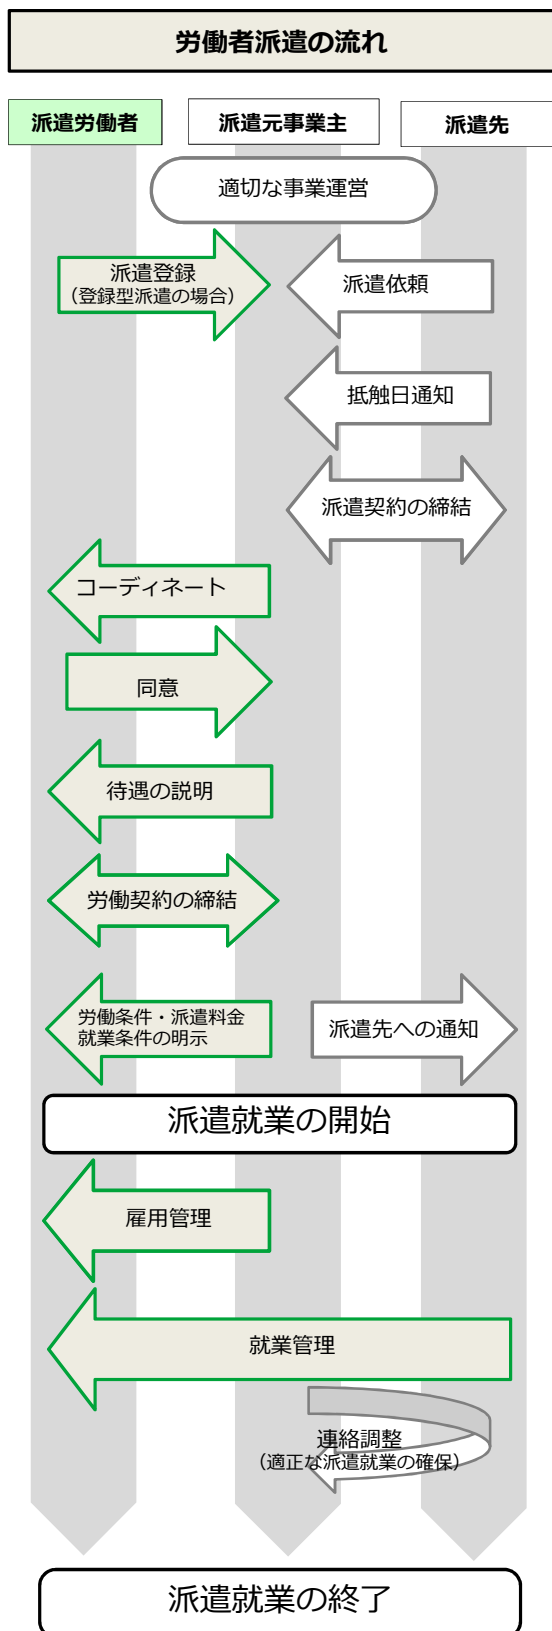 労働者派遣の流れ
派遣労働者
派遣元事業主
派遣先
適切な事業運営
派遣登録
（登録型派遣の場合）
派遣依頼
抵触日通知
派遣契約の締結
コーディネート
同意
待遇の説明
労働契約の締結
労働条件・派遣料金
就業条件の明示
派遣先への通知
派遣就業の開始
雇用管理
就業管理
連絡調整
（適正な派遣就業の確保）
派遣就業の終了